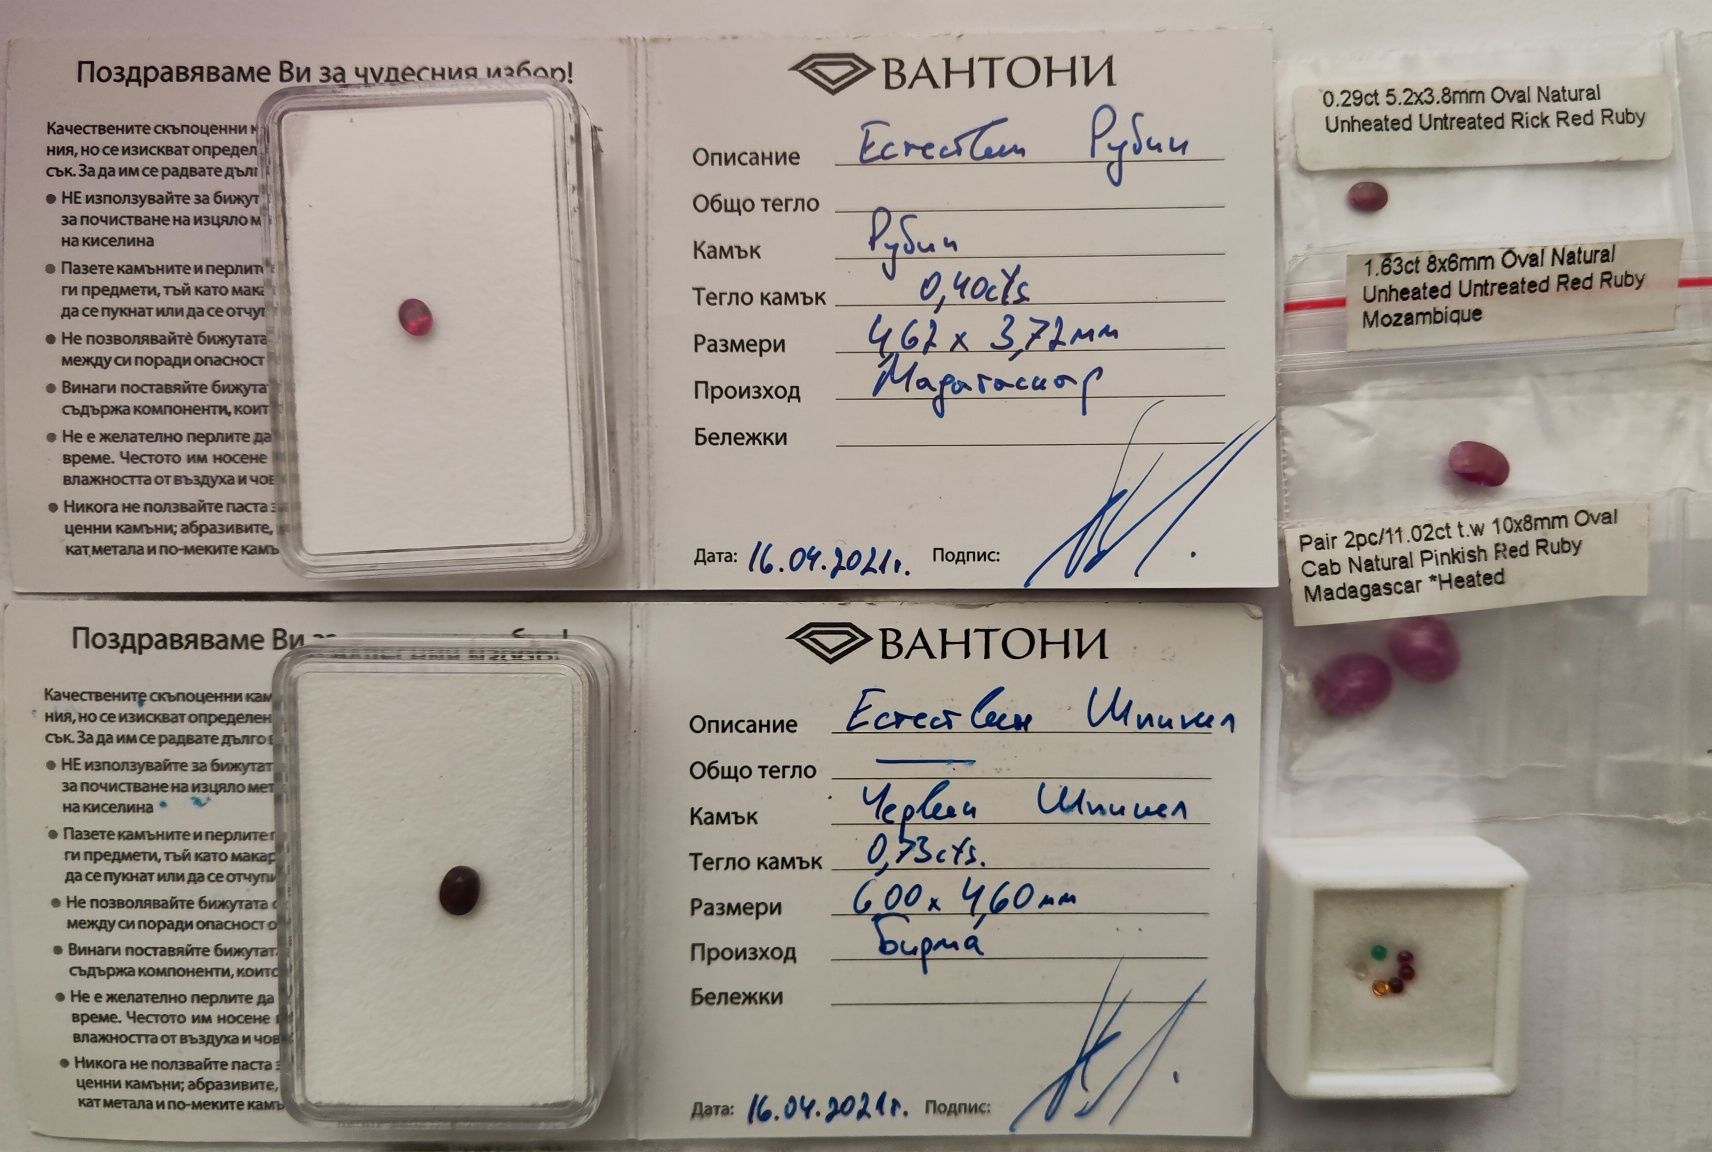 Поздравяваме Ви за чудесния избор!
Качествените скъпоценни
ния, но се изискват определ
сък. За да им се радвате дълг
● НЕ използвайте за бижут
за почистване на изцяло м
на киселина
● Пазете камъните и перлите
ги предмети, тъй като мака
да се пукнат или да се отчуп
● Не позволявайте бижутата
между си поради опасност
● Винаги поставяйте бижутат
съдържа компоненти, коит
● Не е желателно перлите да
време. Честото им носене
влажността от въздуха и чов
● Никога не ползвайте паста з
ценни камъни; абразивите,
кат метала и по-меките камъ
ВАНТОНИ
Описание Естествен Рубин
Общо тегло
Камък Рубин
Тегло камък 0,40cts
Размери 4,62 x 3,72мм
Произход Мадагаскар
Бележки
Дата: 16.04.2021г. Подпис:
0.29ct 5.2x3.8mm Oval Natural
Unheated Untreated Rick Red Ruby
1.63ct 8x6mm Oval Natural
Unheated Untreated Red Ruby
Mozambique
Pair 2pc/11.02ct t.w 10x8mm Oval
Cab Natural Pinkish Red Ruby
Madagascar *Heated
Поздравяваме Ви за
Качествените скъпоценни кам
ния, но се изискват определен
сък. За да им се радвате дълго в
● НЕ използвайте за бижутат
за почистване на изцяло мет
на киселина
● Пазете камъните и перлите п
ги предмети, тъй като макар
да се пукнат или да се отчупи
● Не позволявайте бижутата с
между си поради опасност о
● Винаги поставяйте бижутат
съдържа компоненти, които
● Не е желателно перлите да
време. Честото им носене
влажността от въздуха и чов
● Никога не ползвайте паста з
ценни камъни; абразивите,
кат метала и по-меките камъ
ВАНТОНИ
Описание Естествен Шпинел
Общо тегло —
Камък Червен Шпинел
Тегло камък 0,73cts.
Размери 6,00 x 4,60мм
Произход Бирма
Бележки
Дата: 16.04.2021г. Подпис: